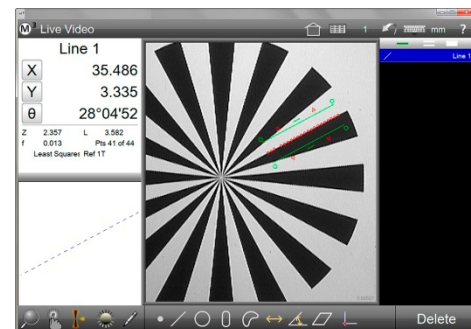 M3 Live Video
1 mm ?
Line 1
X 35.486
Y 3.335
θ 28°04'52
Z 2.357 L 3.582
f 0.013 Pts 41 of 44
Least Squares Ref 1T
Line 1
Delete